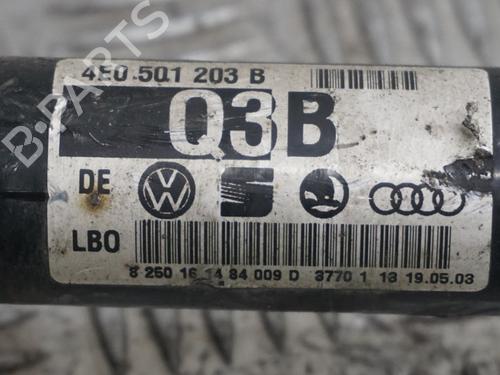 4E0 501 203 B
Q3B
DE
LBO
8 250 16 14 84 009 D 3770 1 13 19.05.03
B-PARTS